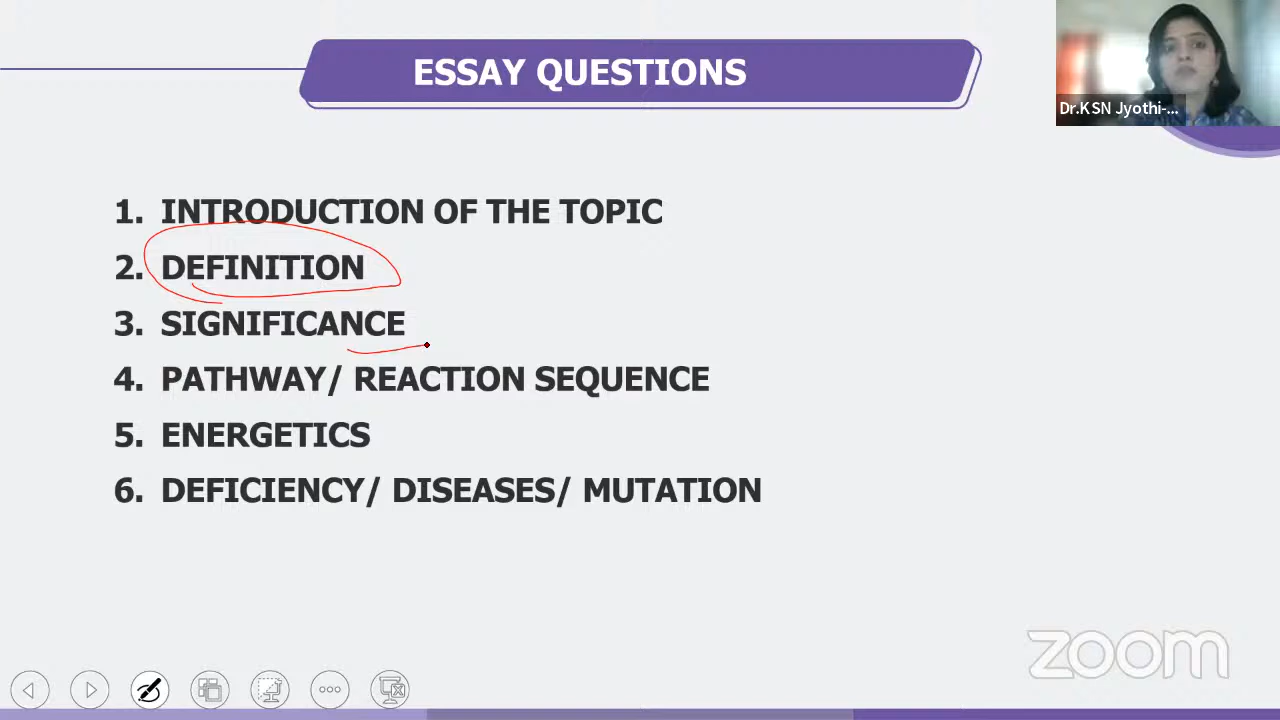 ESSAY QUESTIONS
Dr.KSN Jyothi-...
1. INTRODUCTION OF THE TOPIC
2. DEFINITION
3. SIGNIFICANCE
4. PATHWAY/ REACTION SEQUENCE
5. ENERGETICS
6. DEFICIENCY/ DISEASES/ MUTATION
zoom